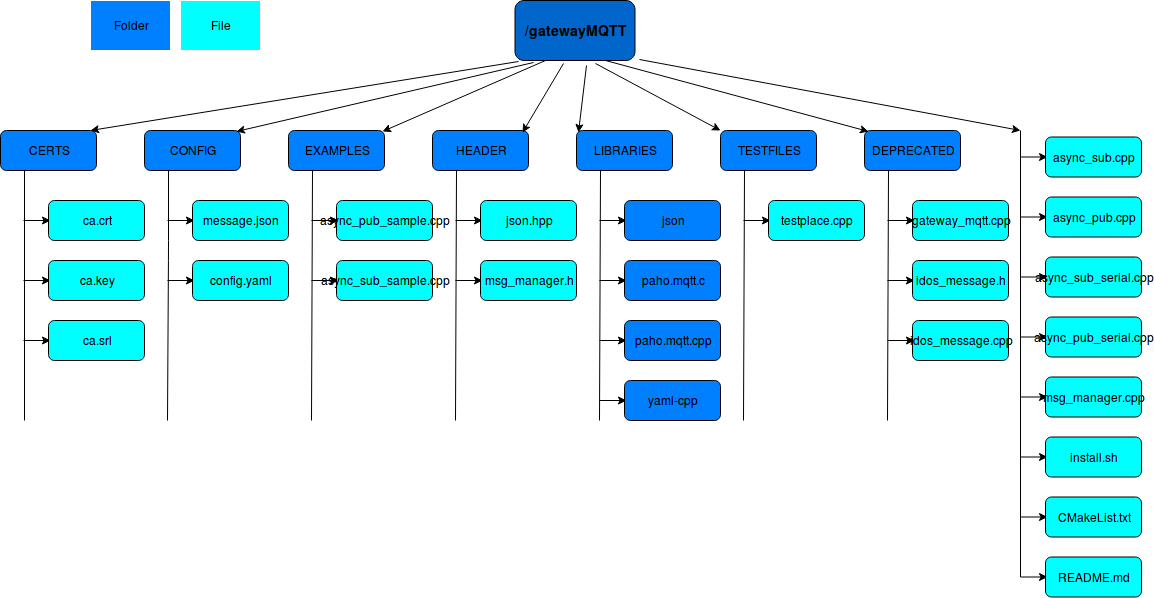 Folder
File
/gatewayMQTT
CERTS
CONFIG
EXAMPLES
HEADER
LIBRARIES
TESTFILES
DEPRECATED
ca.crt
ca.key
ca.srl
message.json
config.yaml
async_pub_sample.cpp
async_sub_sample.cpp
json.hpp
msg_manager.h
json
paho.mqtt.c
paho.mqtt.cpp
yaml-cpp
testplace.cpp
gateway_mqtt.cpp
idos_message.h
idos_message.cpp
async_sub.cpp
async_pub.cpp
async_sub_serial.cpp
async_pub_serial.cpp
msg_manager.cpp
install.sh
CMakeList.txt
README.md